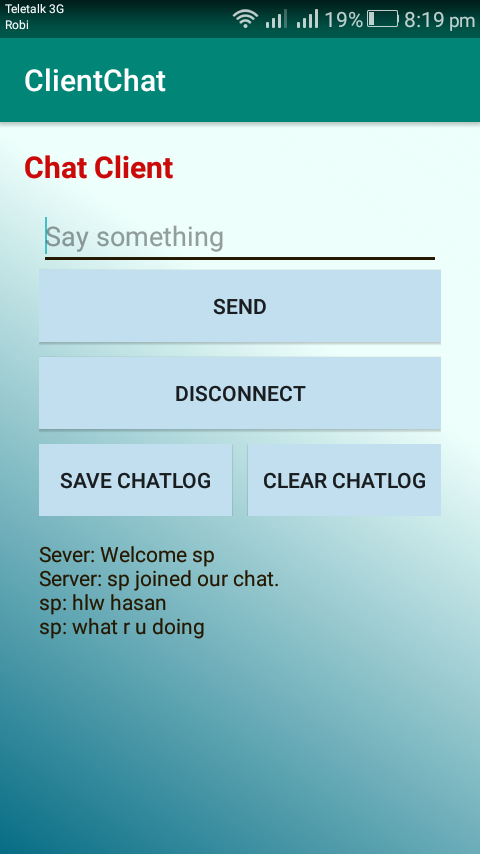 Teletalk 3G
Robi
19%
8:19 pm
ClientChat
Chat Client
Say something
SEND
DISCONNECT
SAVE CHATLOG
CLEAR CHATLOG
Sever: Welcome sp
Server: sp joined our chat.
sp: hlw hasan
sp: what r u doing